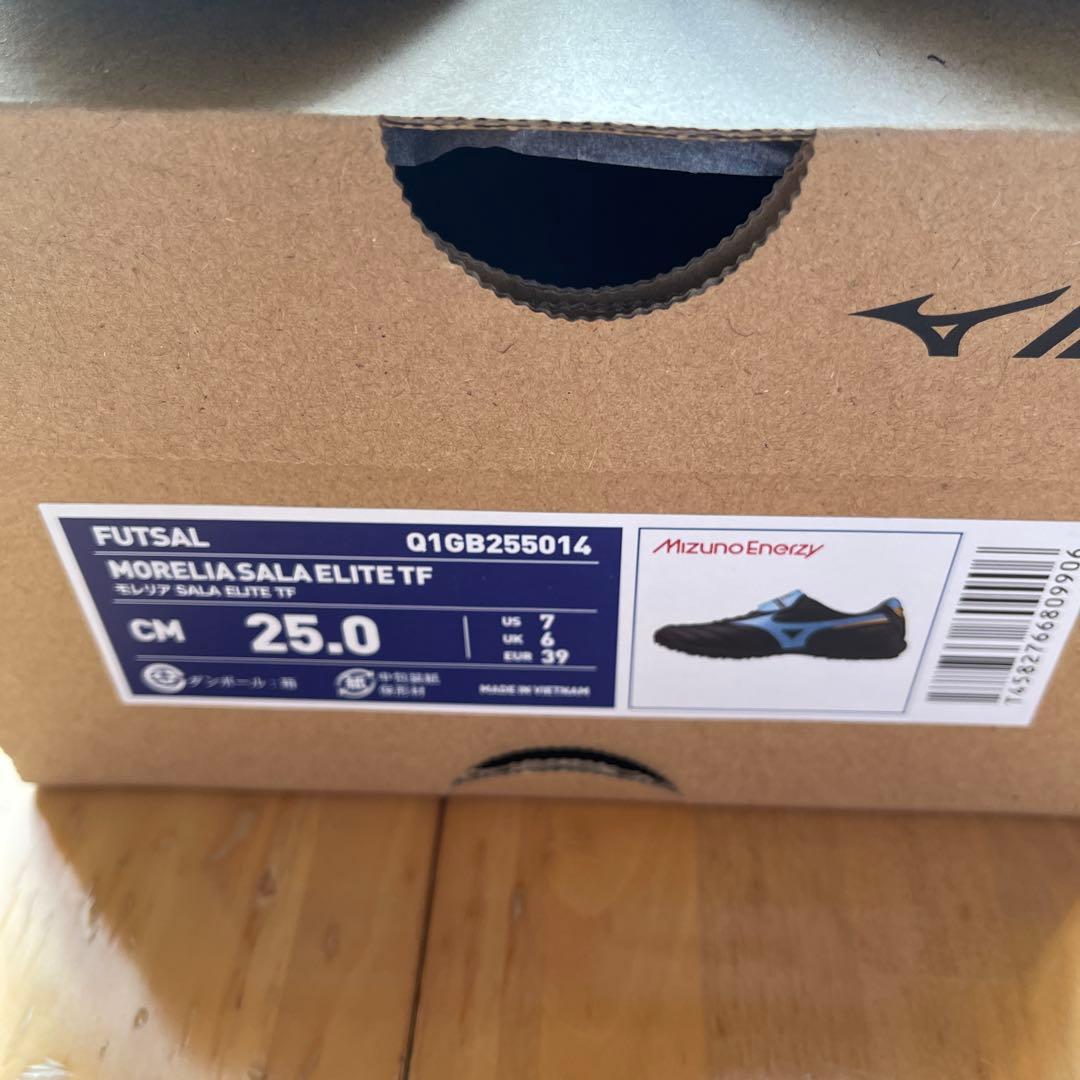 FUTSAL Q1GB255014
MORELIA SALA ELITE TF
モレリア SALA ELITE TF
CM 25.0
US 7
UK 6
EUR 39
ダンボール：箱
紙 中包装紙
保形材
MADE IN VIETNAM
Mizuno Enerzy
T4582766809906